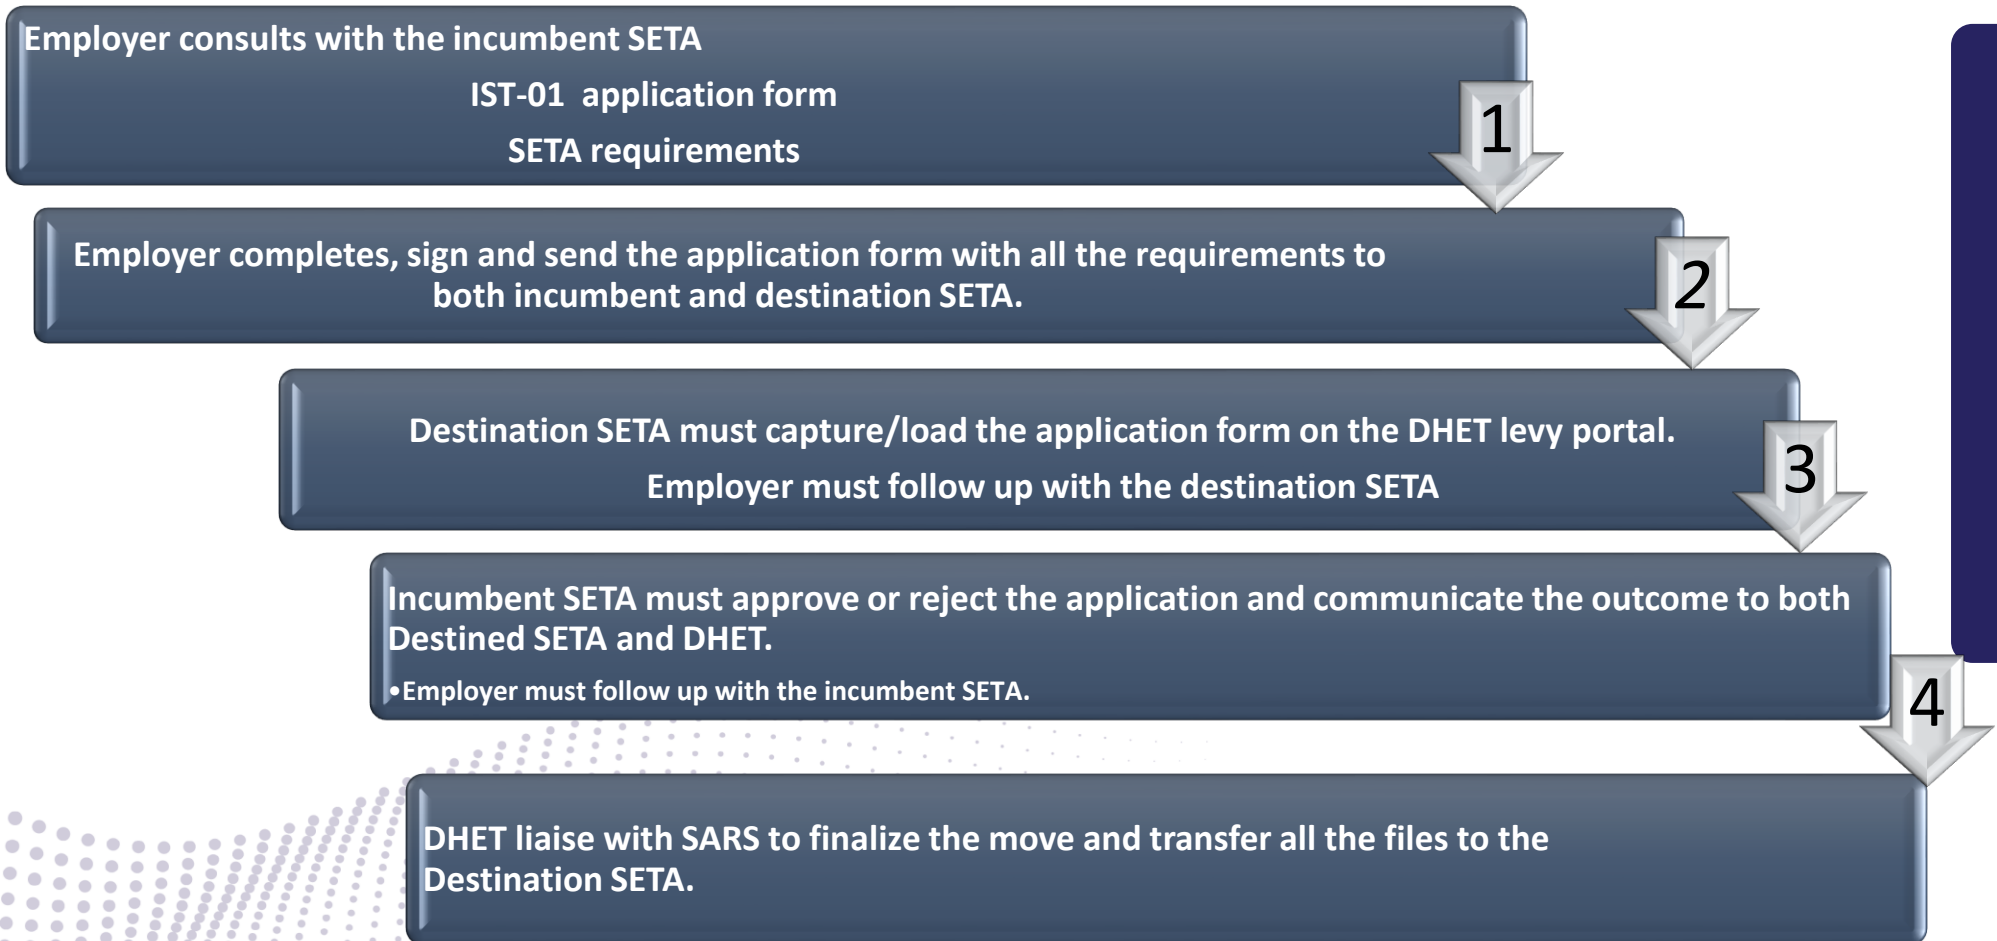 Employer consults with the incumbent SETA
IST-01 application form
SETA requirements
1
Employer completes, sign and send the application form with all the requirements to
both incumbent and destination SETA.
2
Destination SETA must capture/load the application form on the DHET levy portal.
Employer must follow up with the destination SETA
3
Incumbent SETA must approve or reject the application and communicate the outcome to both
Destined SETA and DHET.
•Employer must follow up with the incumbent SETA.
4
DHET liaise with SARS to finalize the move and transfer all the files to the
Destination SETA.